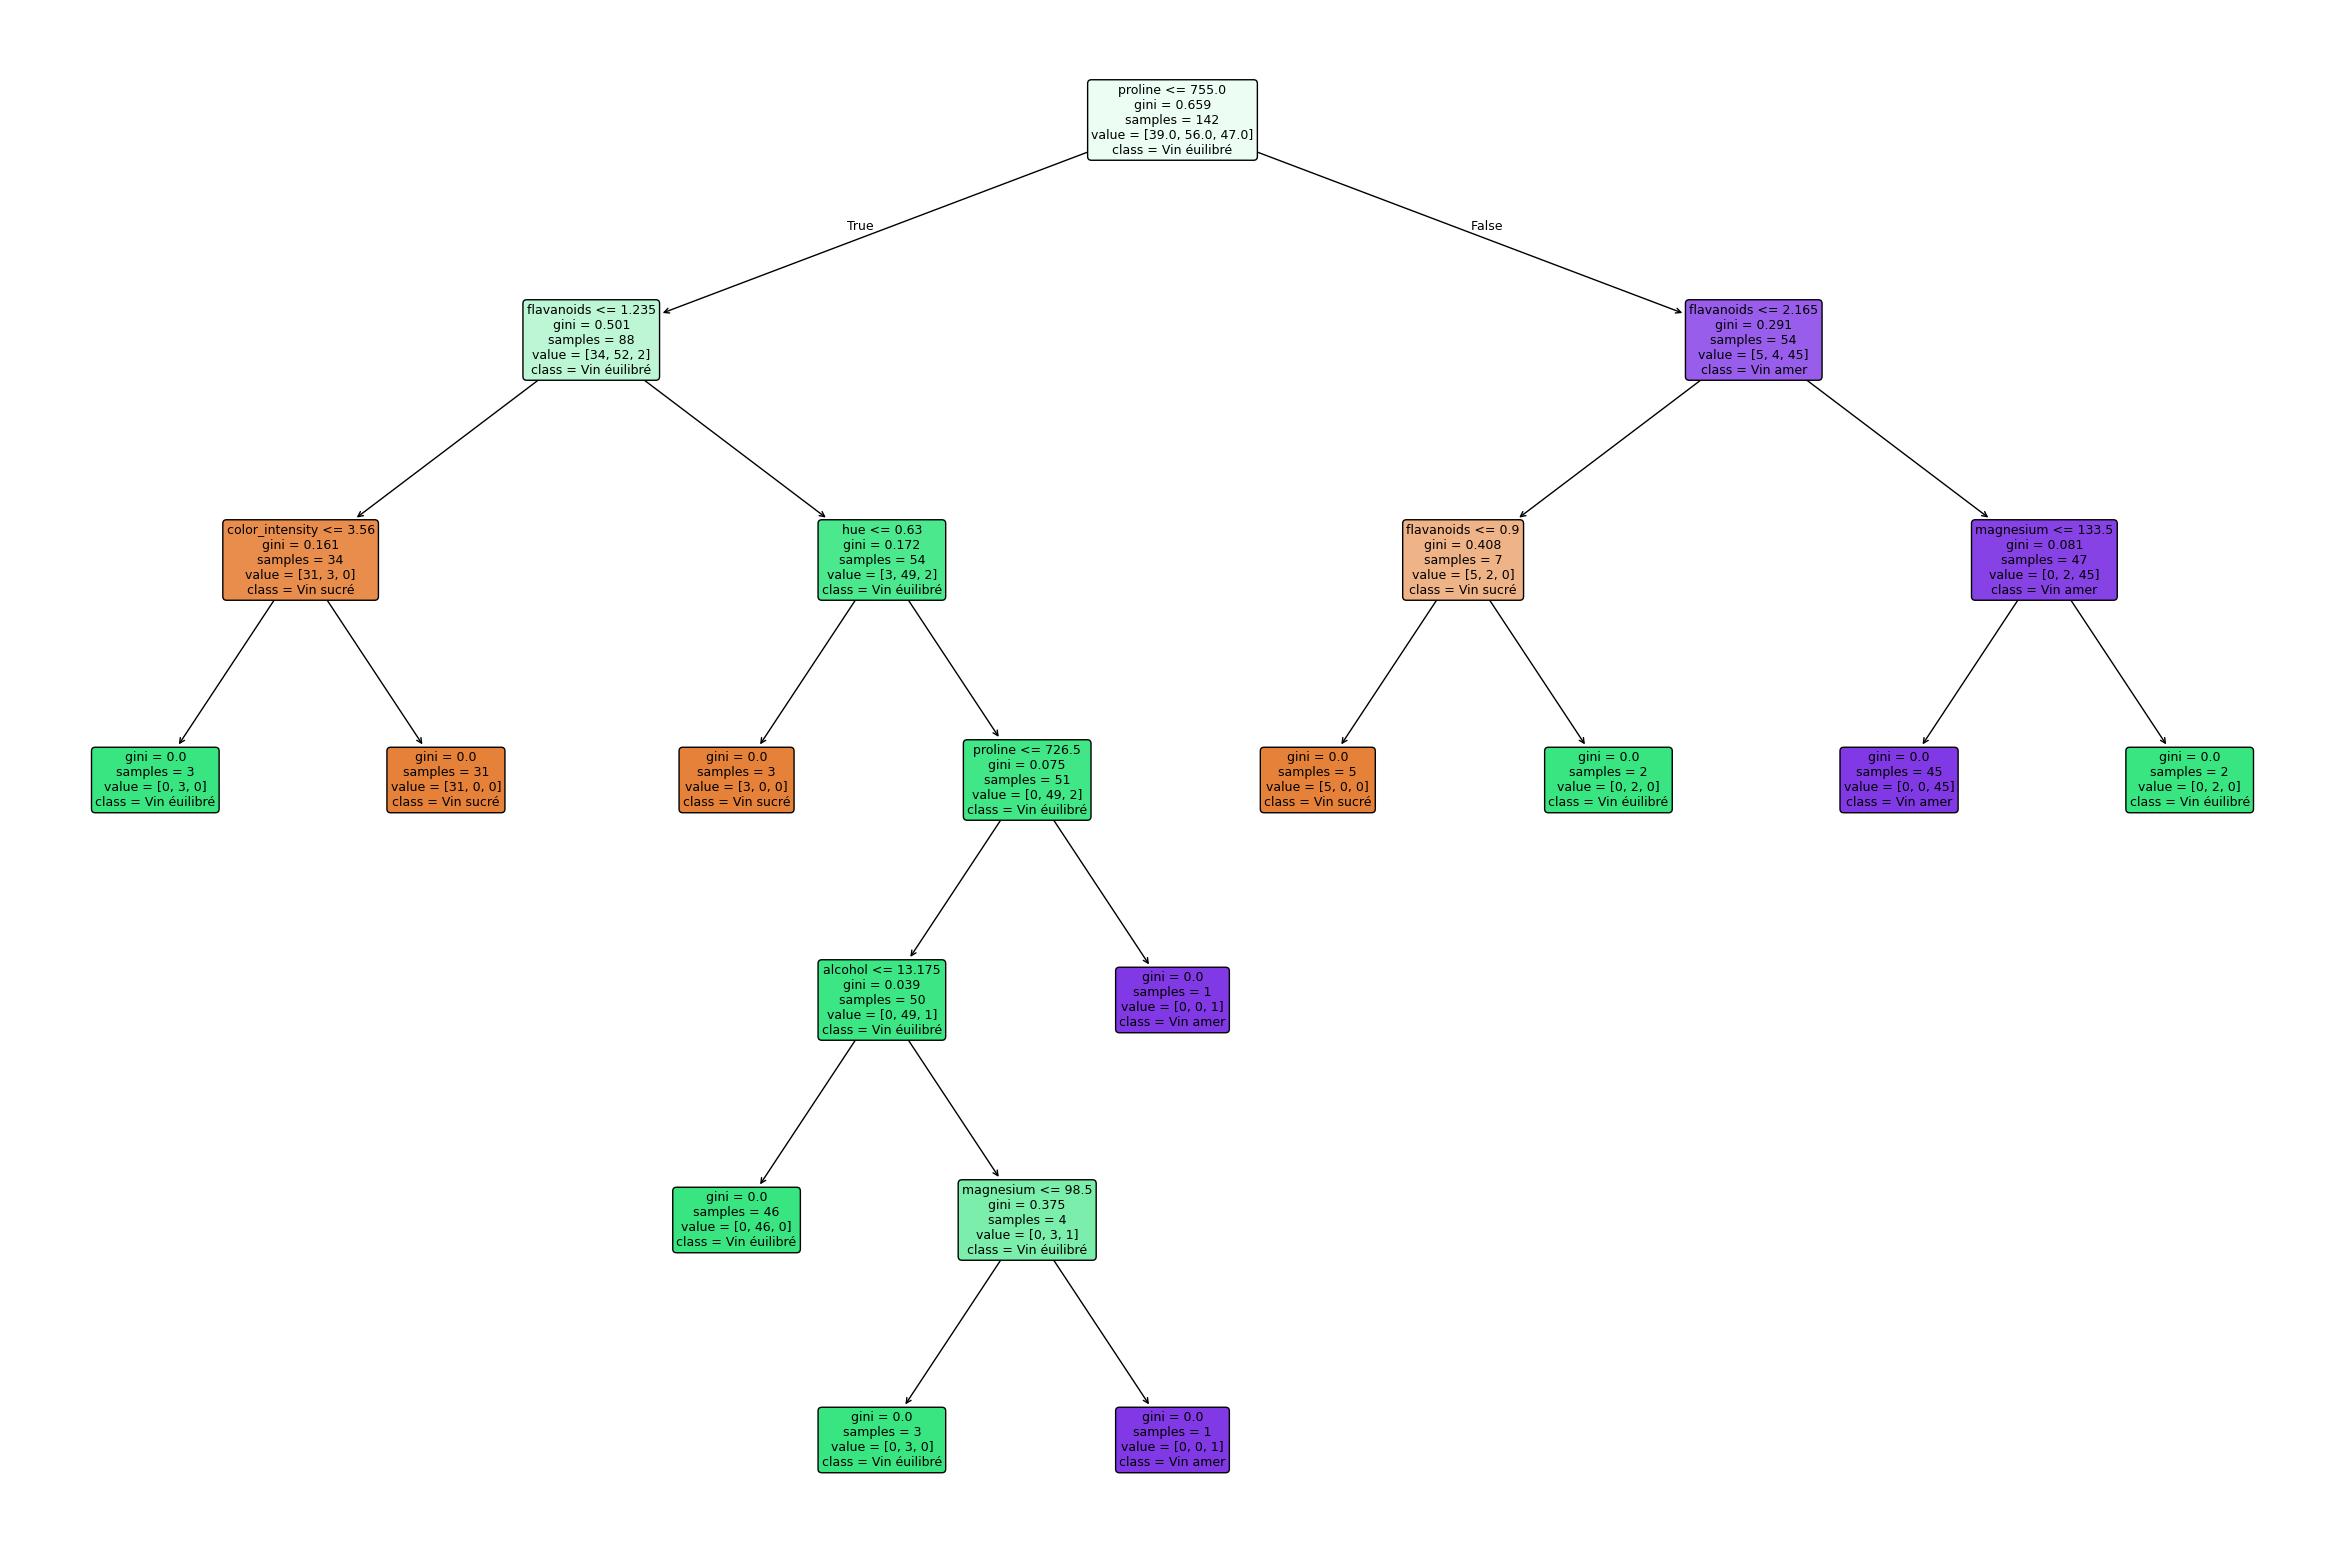 proline <= 755.0
gini = 0.659
samples = 142
value = [39.0, 56.0, 47.0]
class = Vin éuilibré
True
False
flavanoids <= 1.235
gini = 0.501
samples = 88
value = [34, 52, 2]
class = Vin éuilibré
flavanoids <= 2.165
gini = 0.291
samples = 54
value = [5, 4, 45]
class = Vin amer
color_intensity <= 3.56
gini = 0.161
samples = 34
value = [31, 3, 0]
class = Vin sucré
hue <= 0.63
gini = 0.172
samples = 54
value = [3, 49, 2]
class = Vin éuilibré
flavanoids <= 0.9
gini = 0.408
samples = 7
value = [5, 2, 0]
class = Vin sucré
magnesium <= 133.5
gini = 0.081
samples = 47
value = [0, 2, 45]
class = Vin amer
gini = 0.0
samples = 3
value = [0, 3, 0]
class = Vin éuilibré
gini = 0.0
samples = 31
value = [31, 0, 0]
class = Vin sucré
gini = 0.0
samples = 3
value = [3, 0, 0]
class = Vin sucré
proline <= 726.5
gini = 0.075
samples = 51
value = [0, 49, 2]
class = Vin éuilibré
gini = 0.0
samples = 5
value = [5, 0, 0]
class = Vin sucré
gini = 0.0
samples = 2
value = [0, 2, 0]
class = Vin éuilibré
gini = 0.0
samples = 45
value = [0, 0, 45]
class = Vin amer
gini = 0.0
samples = 2
value = [0, 2, 0]
class = Vin éuilibré
alcohol <= 13.175
gini = 0.039
samples = 50
value = [0, 49, 1]
class = Vin éuilibré
gini = 0.0
samples = 1
value = [0, 0, 1]
class = Vin amer
gini = 0.0
samples = 46
value = [0, 46, 0]
class = Vin éuilibré
magnesium <= 98.5
gini = 0.375
samples = 4
value = [0, 3, 1]
class = Vin éuilibré
gini = 0.0
samples = 3
value = [0, 3, 0]
class = Vin éuilibré
gini = 0.0
samples = 1
value = [0, 0, 1]
class = Vin amer